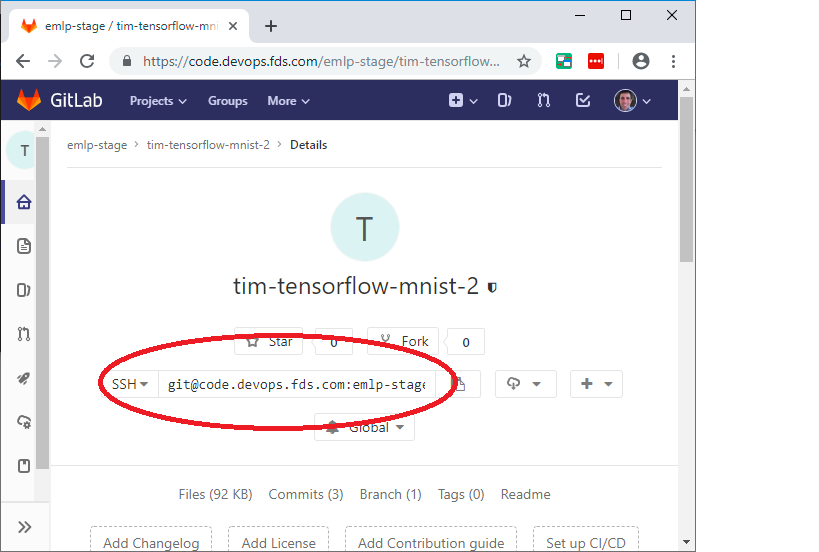 emlp-stage / tim-tensorflow-mni
https://code.devops.fds.com/emlp-stage/tim-tensorflow...
GitLab Projects Groups More
T emlp-stage > tim-tensorflow-mnist-2 > Details
T
tim-tensorflow-mnist-2
Star 0 Fork 0
SSH git@code.devops.fds.com:emlp-stage
Global
Files (92 KB) Commits (3) Branch (1) Tags (0) Readme
Add Changelog Add License Add Contribution guide Set up CI/CD